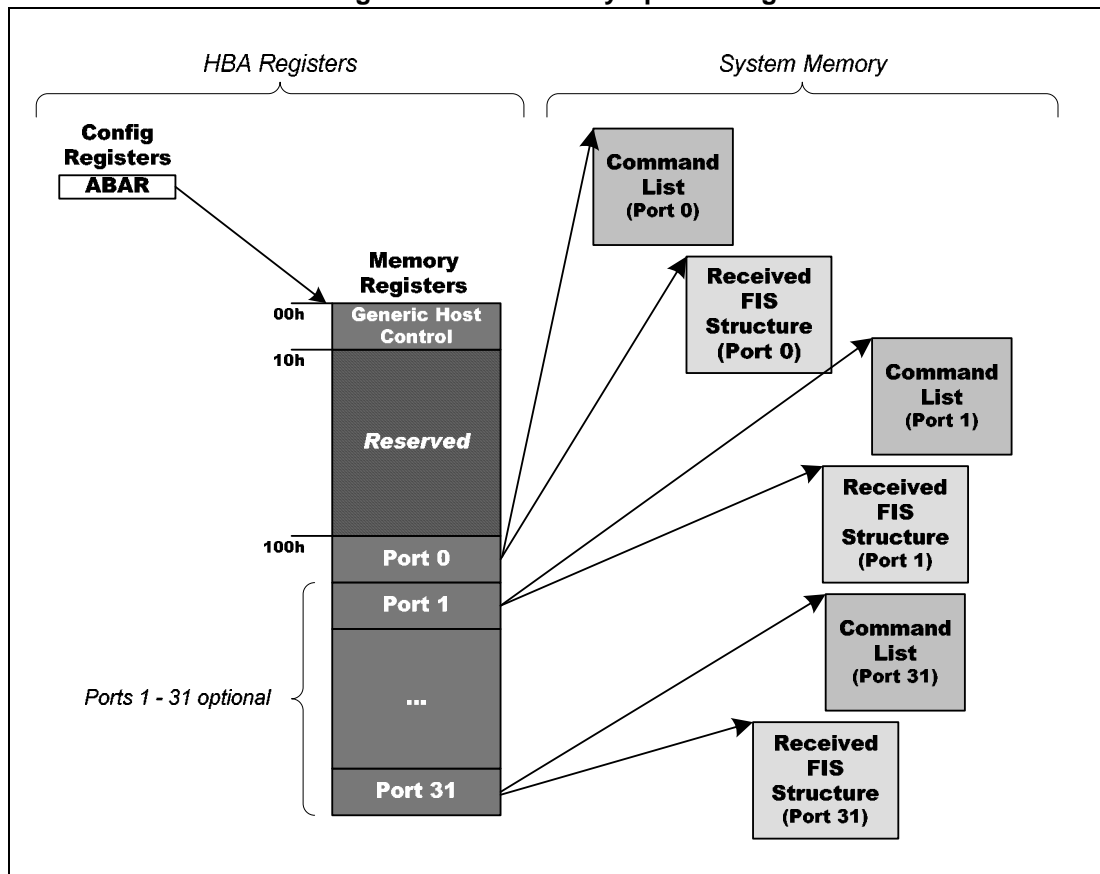 HBA Registers
System Memory
Config
Registers
ABAR
Memory
Registers
00h
Generic Host
Control
10h
Reserved
100h
Port 0
Port 1
...
Port 31
Ports 1 - 31 optional
Command
List
(Port 0)
Received
FIS
Structure
(Port 0)
Command
List
(Port 1)
Received
FIS
Structure
(Port 1)
Command
List
(Port 31)
Received
FIS
Structure
(Port 31)